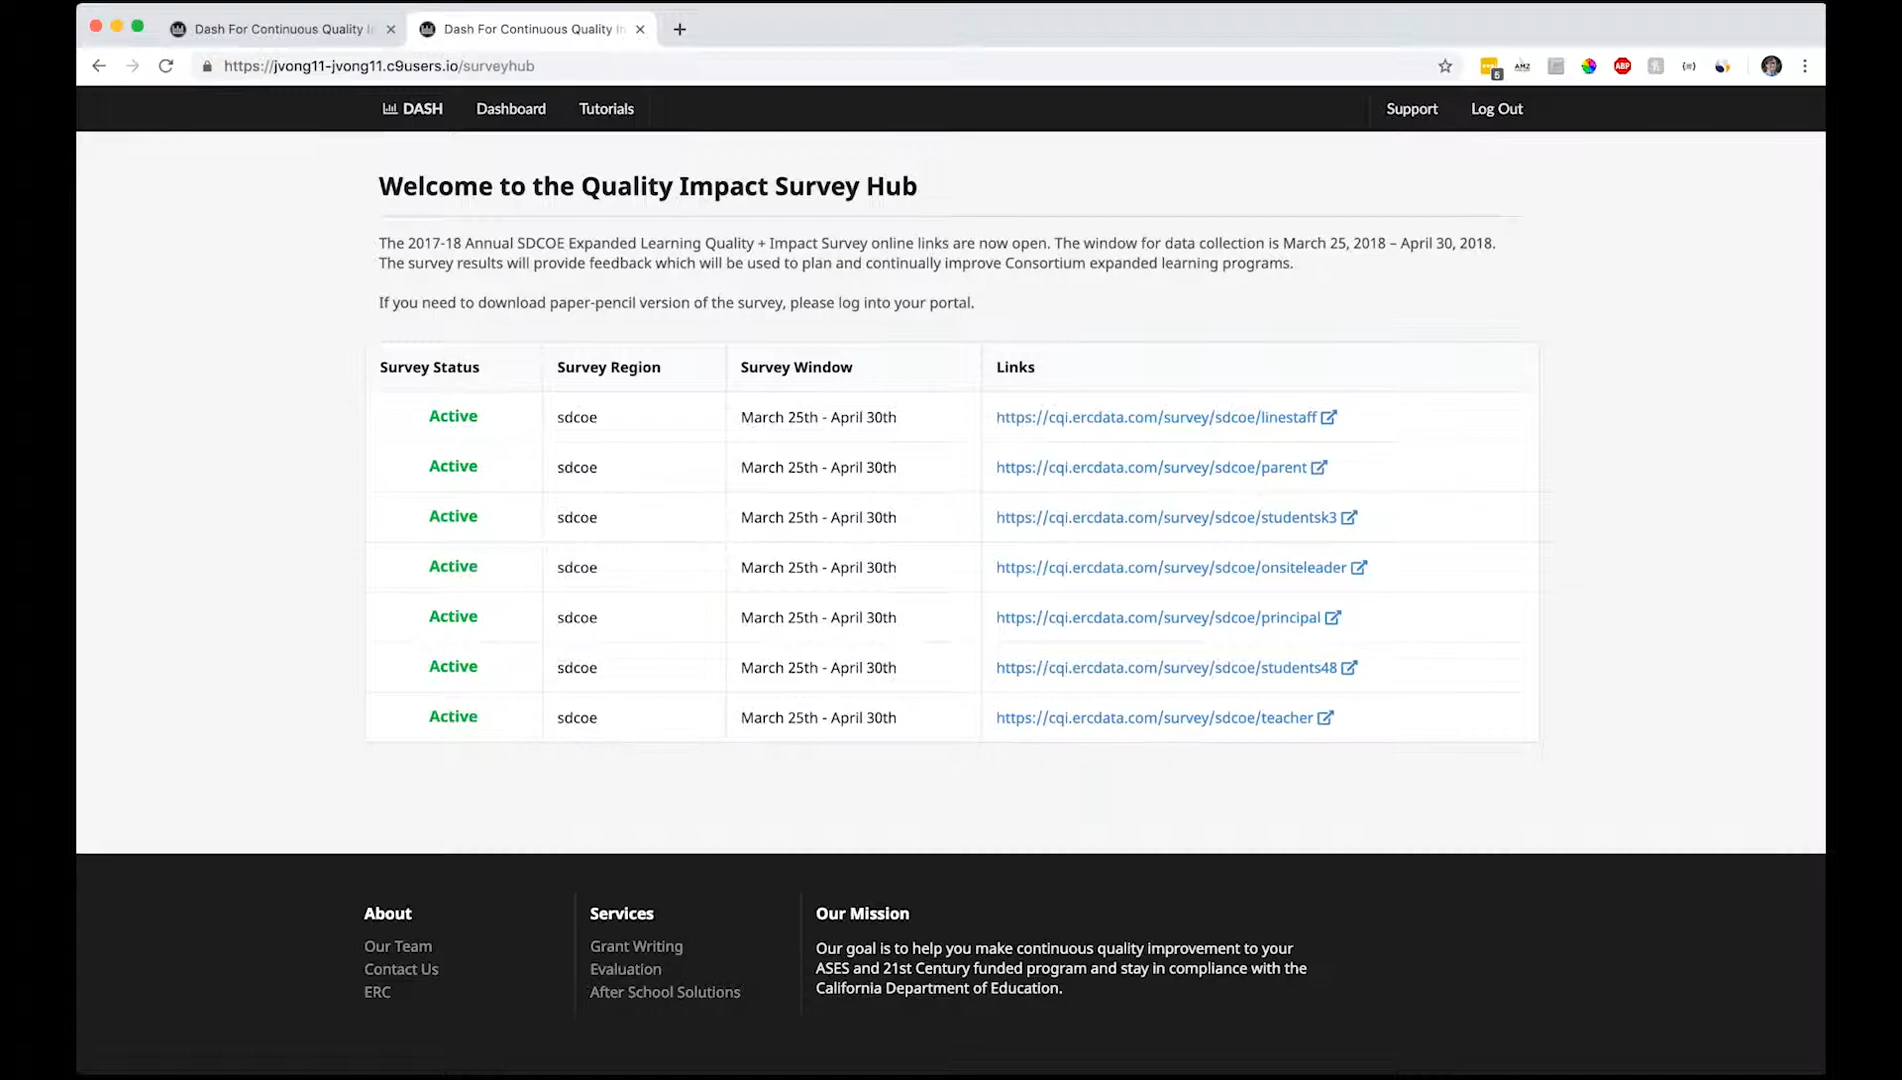 Dash For Continuous Quality I
Dash For Continuous Quality In
https://jvong11-jvong11.c9users.io/surveyhub
5
AMZ
ABP
DASH
Dashboard
Tutorials
Support
Log Out
Welcome to the Quality Impact Survey Hub
The 2017-18 Annual SDCOE Expanded Learning Quality + Impact Survey online links are now open. The window for data collection is March 25, 2018 – April 30, 2018.
The survey results will provide feedback which will be used to plan and continually improve Consortium expanded learning programs.
If you need to download paper-pencil version of the survey, please log into your portal.
Survey Status Survey Region Survey Window Links
Active sdcoe March 25th - April 30th https://cqi.ercdata.com/survey/sdcoe/linestaff
Active sdcoe March 25th - April 30th https://cqi.ercdata.com/survey/sdcoe/parent
Active sdcoe March 25th - April 30th https://cqi.ercdata.com/survey/sdcoe/studentsk3
Active sdcoe March 25th - April 30th https://cqi.ercdata.com/survey/sdcoe/onsiteleader
Active sdcoe March 25th - April 30th https://cqi.ercdata.com/survey/sdcoe/principal
Active sdcoe March 25th - April 30th https://cqi.ercdata.com/survey/sdcoe/students48
Active sdcoe March 25th - April 30th https://cqi.ercdata.com/survey/sdcoe/teacher
About
Our Team
Contact Us
ERC
Services
Grant Writing
Evaluation
After School Solutions
Our Mission
Our goal is to help you make continuous quality improvement to your
ASES and 21st Century funded program and stay in compliance with the
California Department of Education.